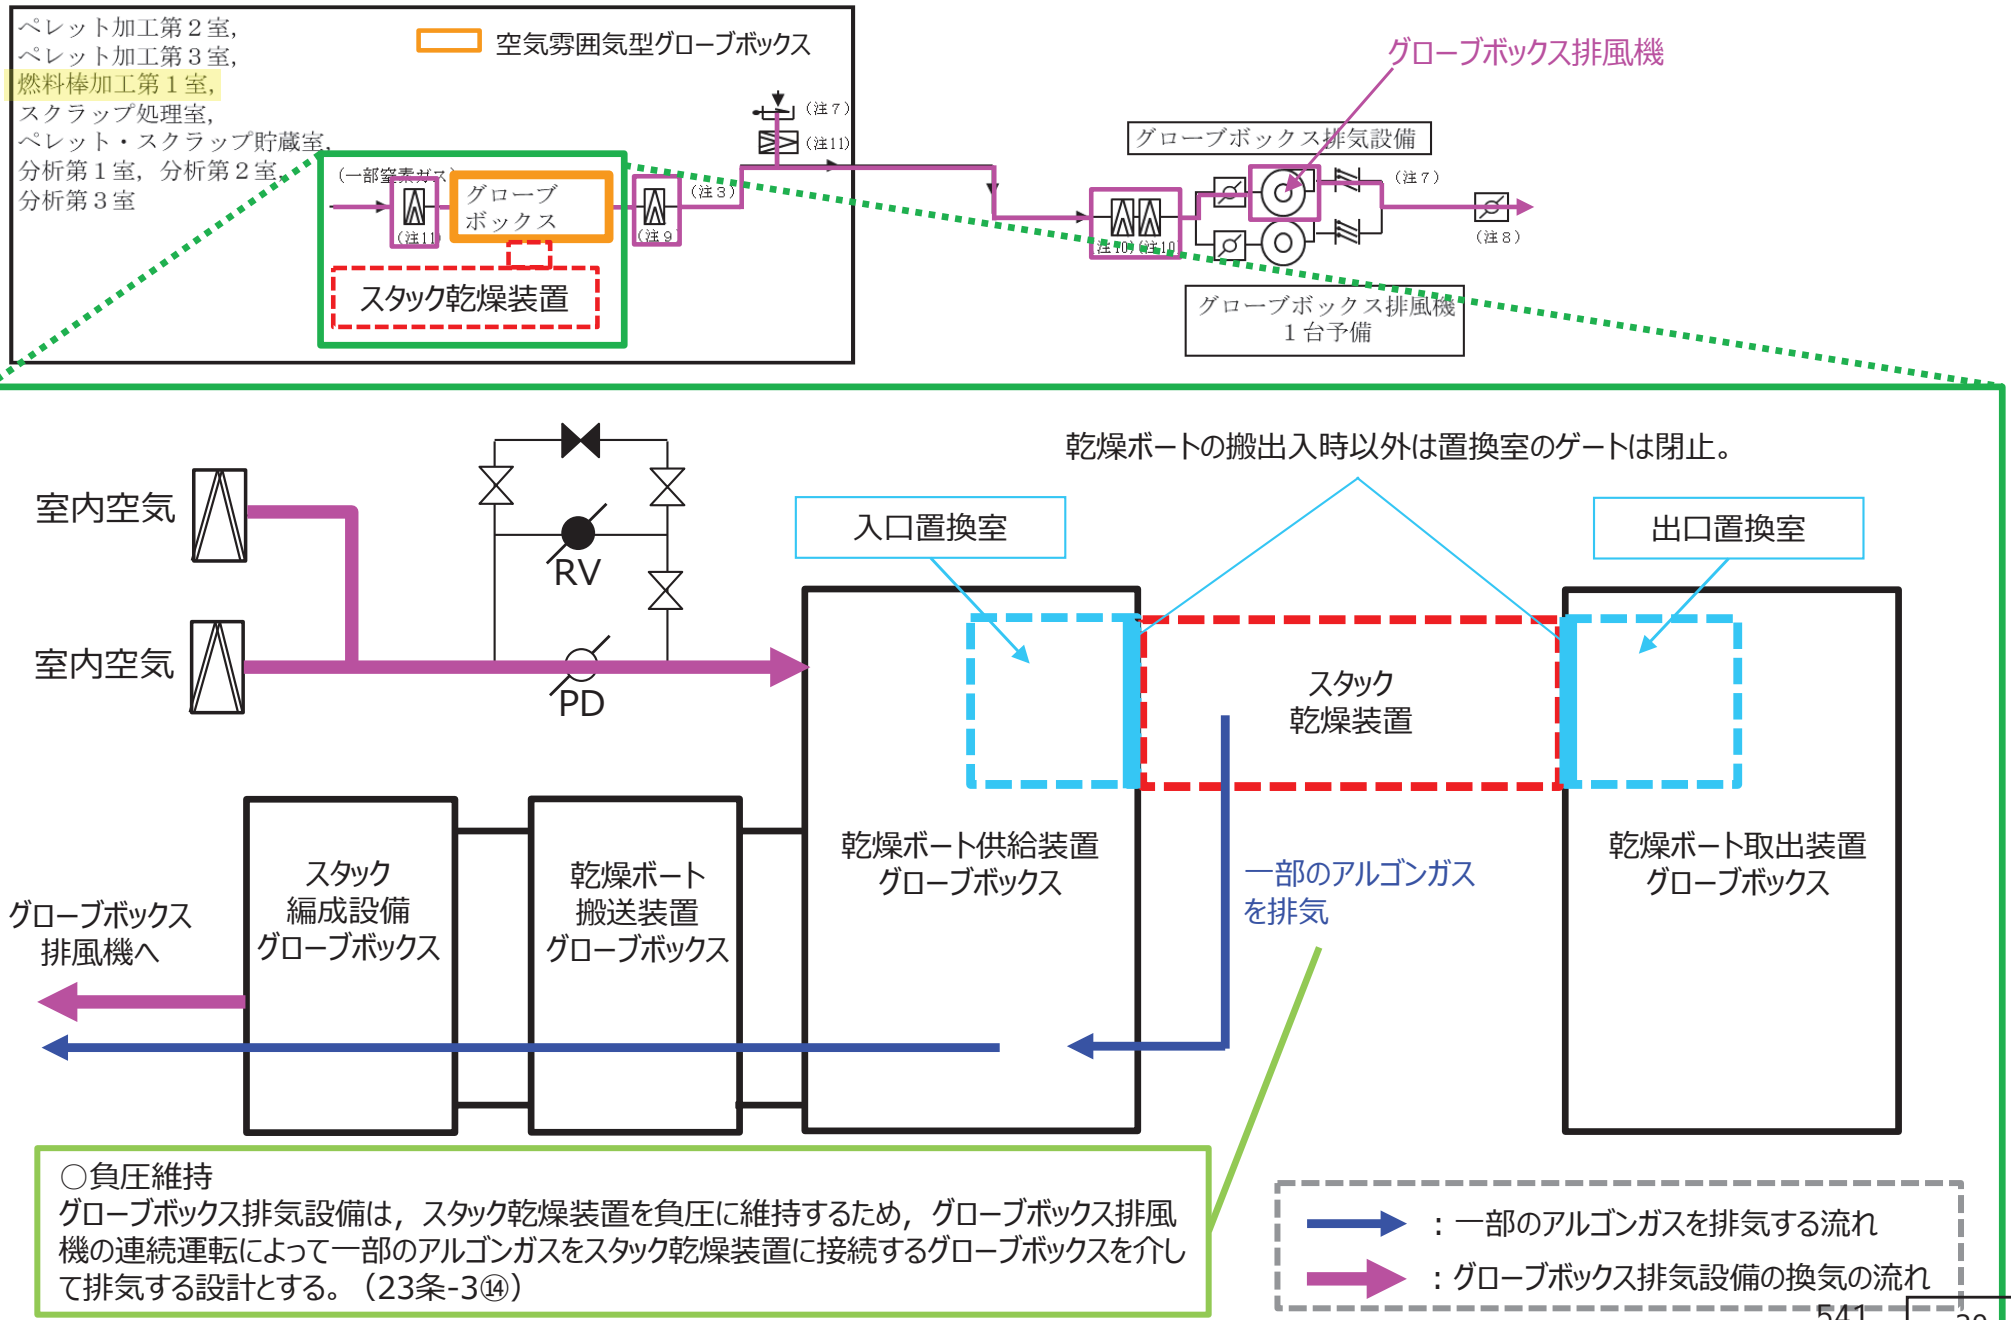 ペレット加工第２室，
ペレット加工第３室，
燃料棒加工第１室，
スクラップ処理室，
ペレット・スクラップ貯蔵室，
分析第１室，分析第２室，
分析第３室
空気雰囲気型グローブボックス
（一部窒素ガス）
グローブ
ボックス
(注11)
(注９)
(注３)
(注７)
(注11)
スタック乾燥装置
グローブボックス排風機
グローブボックス排気設備
注10)(注10)
(注７)
(注８)
グローブボックス排風機
１台予備
乾燥ボートの搬出入時以外は置換室のゲートは閉止。
室内空気
室内空気
RV
PD
入口置換室
出口置換室
スタック
乾燥装置
スタック
編成設備
グローブボックス
乾燥ボート
搬送装置
グローブボックス
乾燥ボート供給装置
グローブボックス
一部のアルゴンガス
を排気
乾燥ボート取出装置
グローブボックス
グローブボックス
排風機へ
○負圧維持
グローブボックス排気設備は，スタック乾燥装置を負圧に維持するため，グローブボックス排風
機の連続運転によって一部のアルゴンガスをスタック乾燥装置に接続するグローブボックスを介し
て排気する設計とする。（23条-3⑭）
：一部のアルゴンガスを排気する流れ
：グローブボックス排気設備の換気の流れ
541